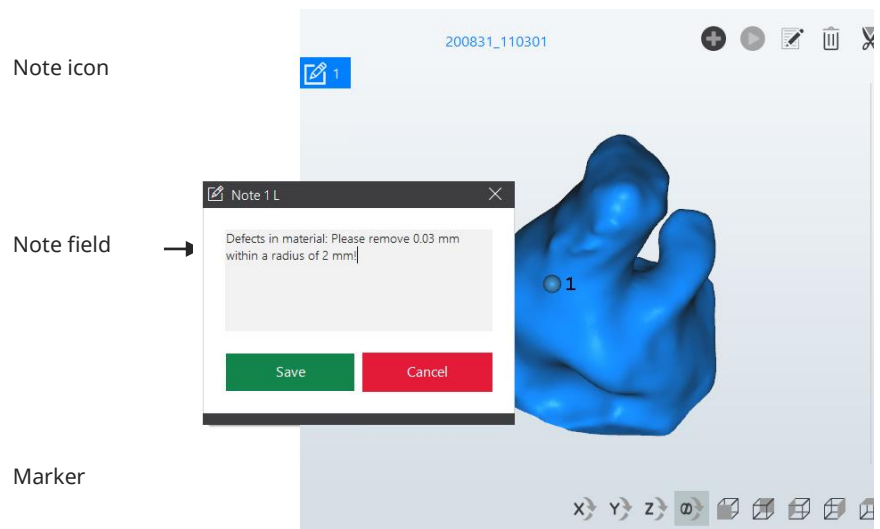 200831_110301
Note icon
1
Note 1 L
Defects in material: Please remove 0.03 mm
within a radius of 2 mm!
Note field
1
Save
Cancel
Marker
X
Y
Z